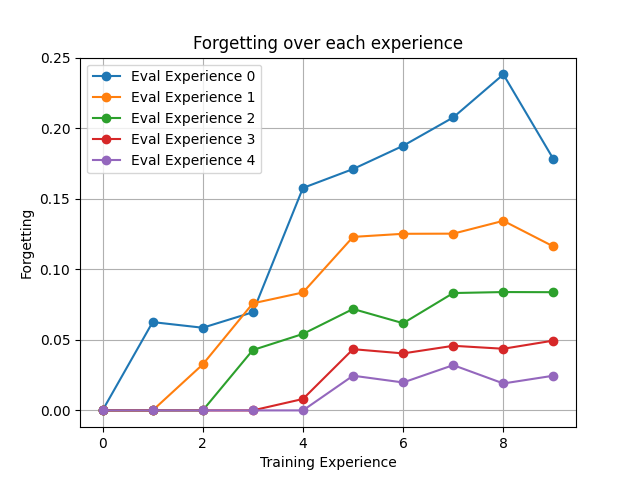 Forgetting over each experience
Eval Experience 0
Eval Experience 1
Eval Experience 2
Eval Experience 3
Eval Experience 4
Forgetting
0.25
0.20
0.15
0.10
0.05
0.00
0 2 4 6 8
Training Experience